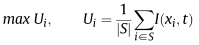 max U_i,   U_i = \frac{1}{|S|} \sum_{i \in S} I(x_i, t)